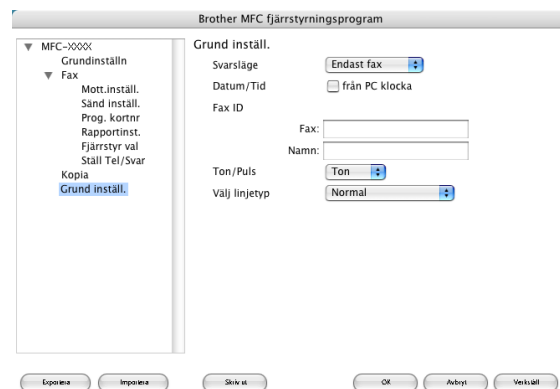 Brother MFC fjärrstyrningsprogram
MFC-XXXX
Grundinställn
Fax
Mott.inställ.
Sänd inställ.
Prog. kortnr
Rapportinst.
Fjärrstyr val
Ställ Tel/Svar
Kopia
Grund inställ.
Grund inställ.
Svarsläge Endast fax
Datum/Tid från PC klocka
Fax ID
Fax:
Namn:
Ton/Puls Ton
Välj linjetyp Normal
Exportera Importera Skriv ut OK Avbryt Verkställ